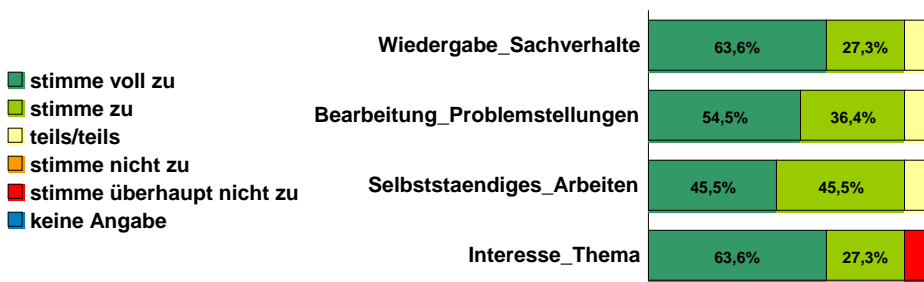 Wiedergabe_Sachverhalte
63,6% 27,3%
Bearbeitung_Problemstellungen
54,5% 36,4%
Selbststaendiges_Arbeiten
45,5% 45,5%
Interesse_Thema
63,6% 27,3%
stimme voll zu
stimme zu
teils/teils
stimme nicht zu
stimme überhaupt nicht zu
keine Angabe